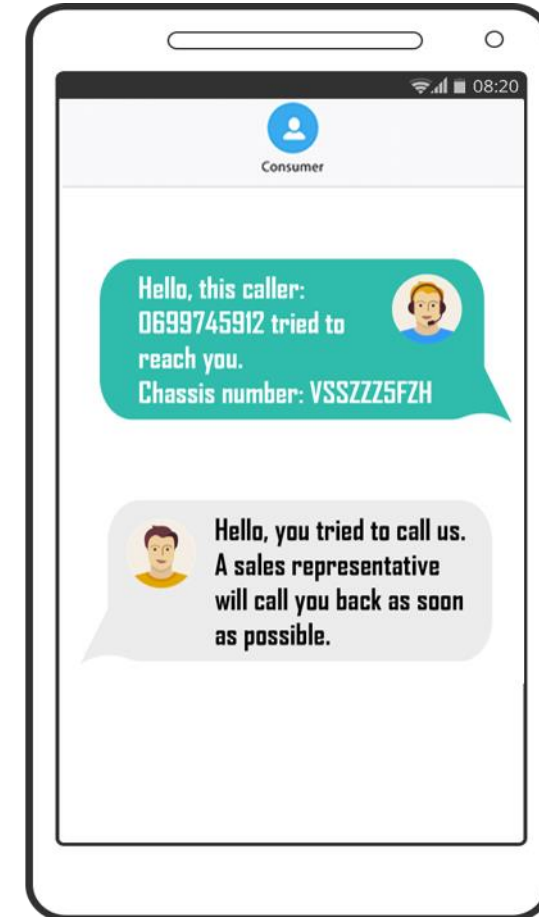 08:20
Consumer
Hello, this caller:
0699745912 tried to
reach you.
Chassis number: VSSZZZ5FZH
Hello, you tried to call us.
A sales representative
will call you back as soon
as possible.